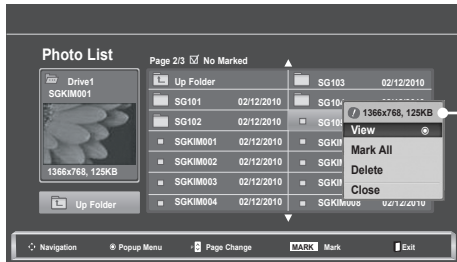 Photo List
Page 2/3 ☑ No Marked
Drive1
SGKIM001
1366x768, 125KB
Up Folder
Up Folder
SG101 02/12/2010
SG102 02/12/2010
SGKIM001 02/12/2010
SGKIM002 02/12/2010
SGKIM003 02/12/2010
SGKIM004 02/12/2010
SG103 02/12/2010
SG104
SGKIM008 02/12/2010
1366x768, 125KB
View
Mark All
Delete
Close
Navigation Popup Menu P Page Change MARK Mark Exit